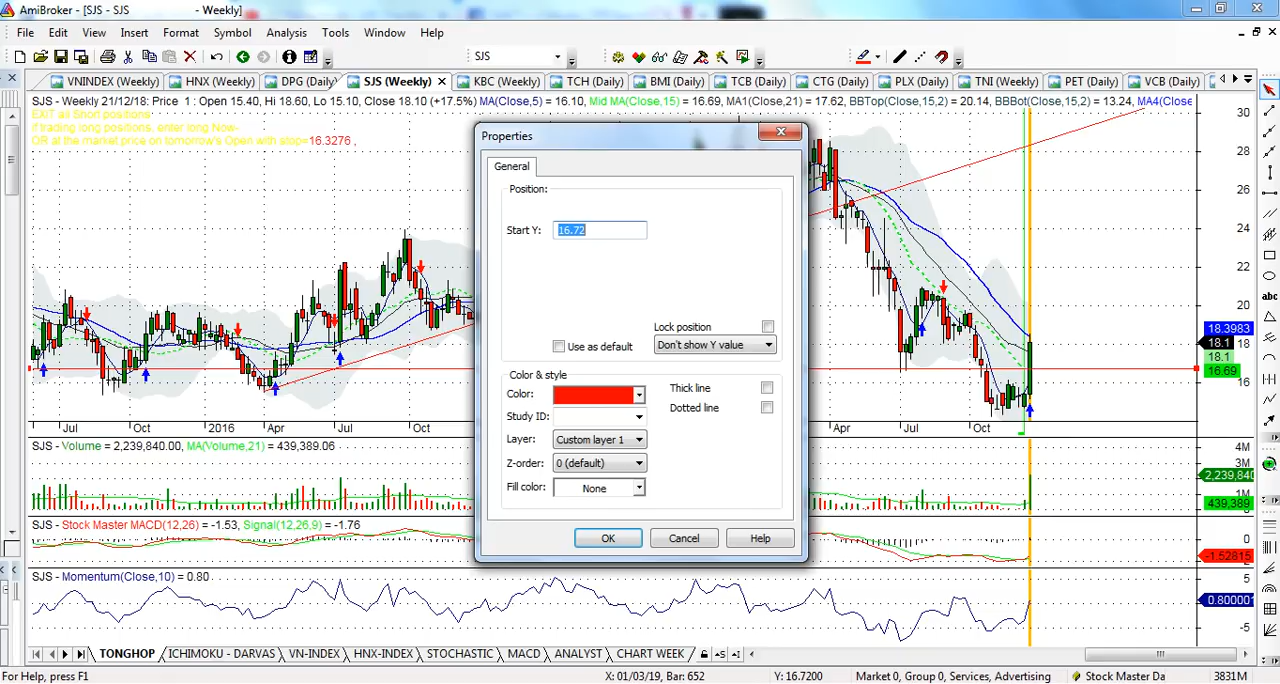 AmiBroker - [SJS - SJS - Weekly]
File Edit View Insert Format Symbol Analysis Tools Window Help
SJS
VNINDEX (Weekly) HNX (Weekly) DPG (Daily) SJS (Weekly) KBC (Weekly) TCH (Daily) BMI (Daily) TCB (Daily) CTG (Daily) PLX (Daily) TNI (Weekly) PET (Daily) VCB (Daily)
SJS - Weekly 21/12/18: Price 1 : Open 15.40, Hi 18.60, Lo 15.10, Close 18.10 (+17.5%) MA(Close,5) = 16.10, Mid MA(Close,15) = 16.69, MA1(Close,21) = 17.62, BBTop(Close,15,2) = 20.14, BBBot(Close,15,2) = 13.24, MA4(Close
EXIT all Short positions
if trading long positions, enter long Now-
OR at the market price on tomorrow's Open with stop=16.3276 ,
30
28
26
24
22
20
18.3983
18
18.1
18.1
16.69
16
Jul Oct 2016 Apr Jul Oct Apr Jul Oct
Properties
General
Position:
Start Y: 16.72
Lock position
Use as default Don't show Y value
Color & style
Color: Thick line
Study ID: Dotted line
Layer: Custom layer 1
Z-order: 0 (default)
Fill color: None
OK Cancel Help
SJS - Volume = 2,239,840.00, MA(Volume,21) = 439,389.06
4M
3M
2,239,840
1M
439,389
0
SJS - Stock Master MACD(12,26) = -1.53, Signal(12,26,9) = -1.76
0
-1.52815
SJS - Momentum(Close,10) = 0.80
5
0.800001
-5
TONGHOP ICHIMOKU - DARVAS VN-INDEX HNX-INDEX STOCHASTIC MACD ANALYST CHART WEEK
abc
For Help, press F1 X: 01/03/19, Bar: 652 Y: 16.7200 Market 0, Group 0, Services, Advertising Stock Master Da 3831M